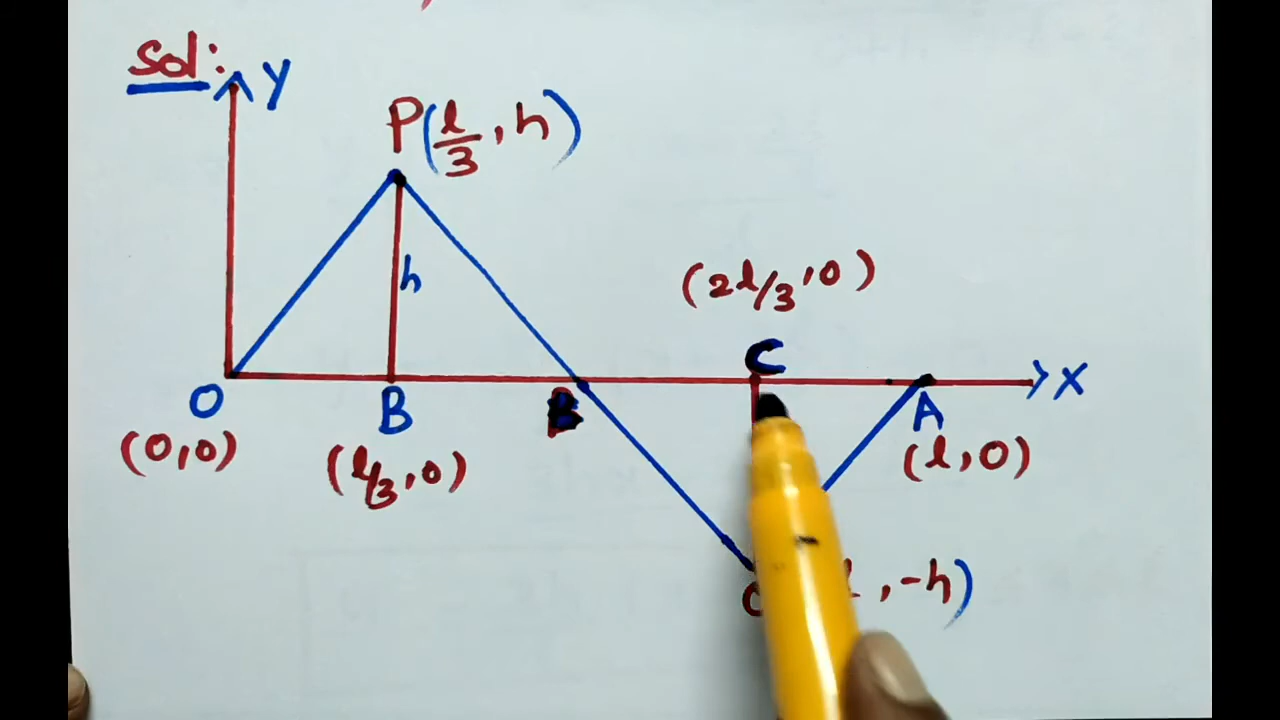 Sol:
Y
P(l/3, h)
h
(2l/3, 0)
C
O
B
B
A
X
(0,0)
(l/3, 0)
(l, 0)
, -h)